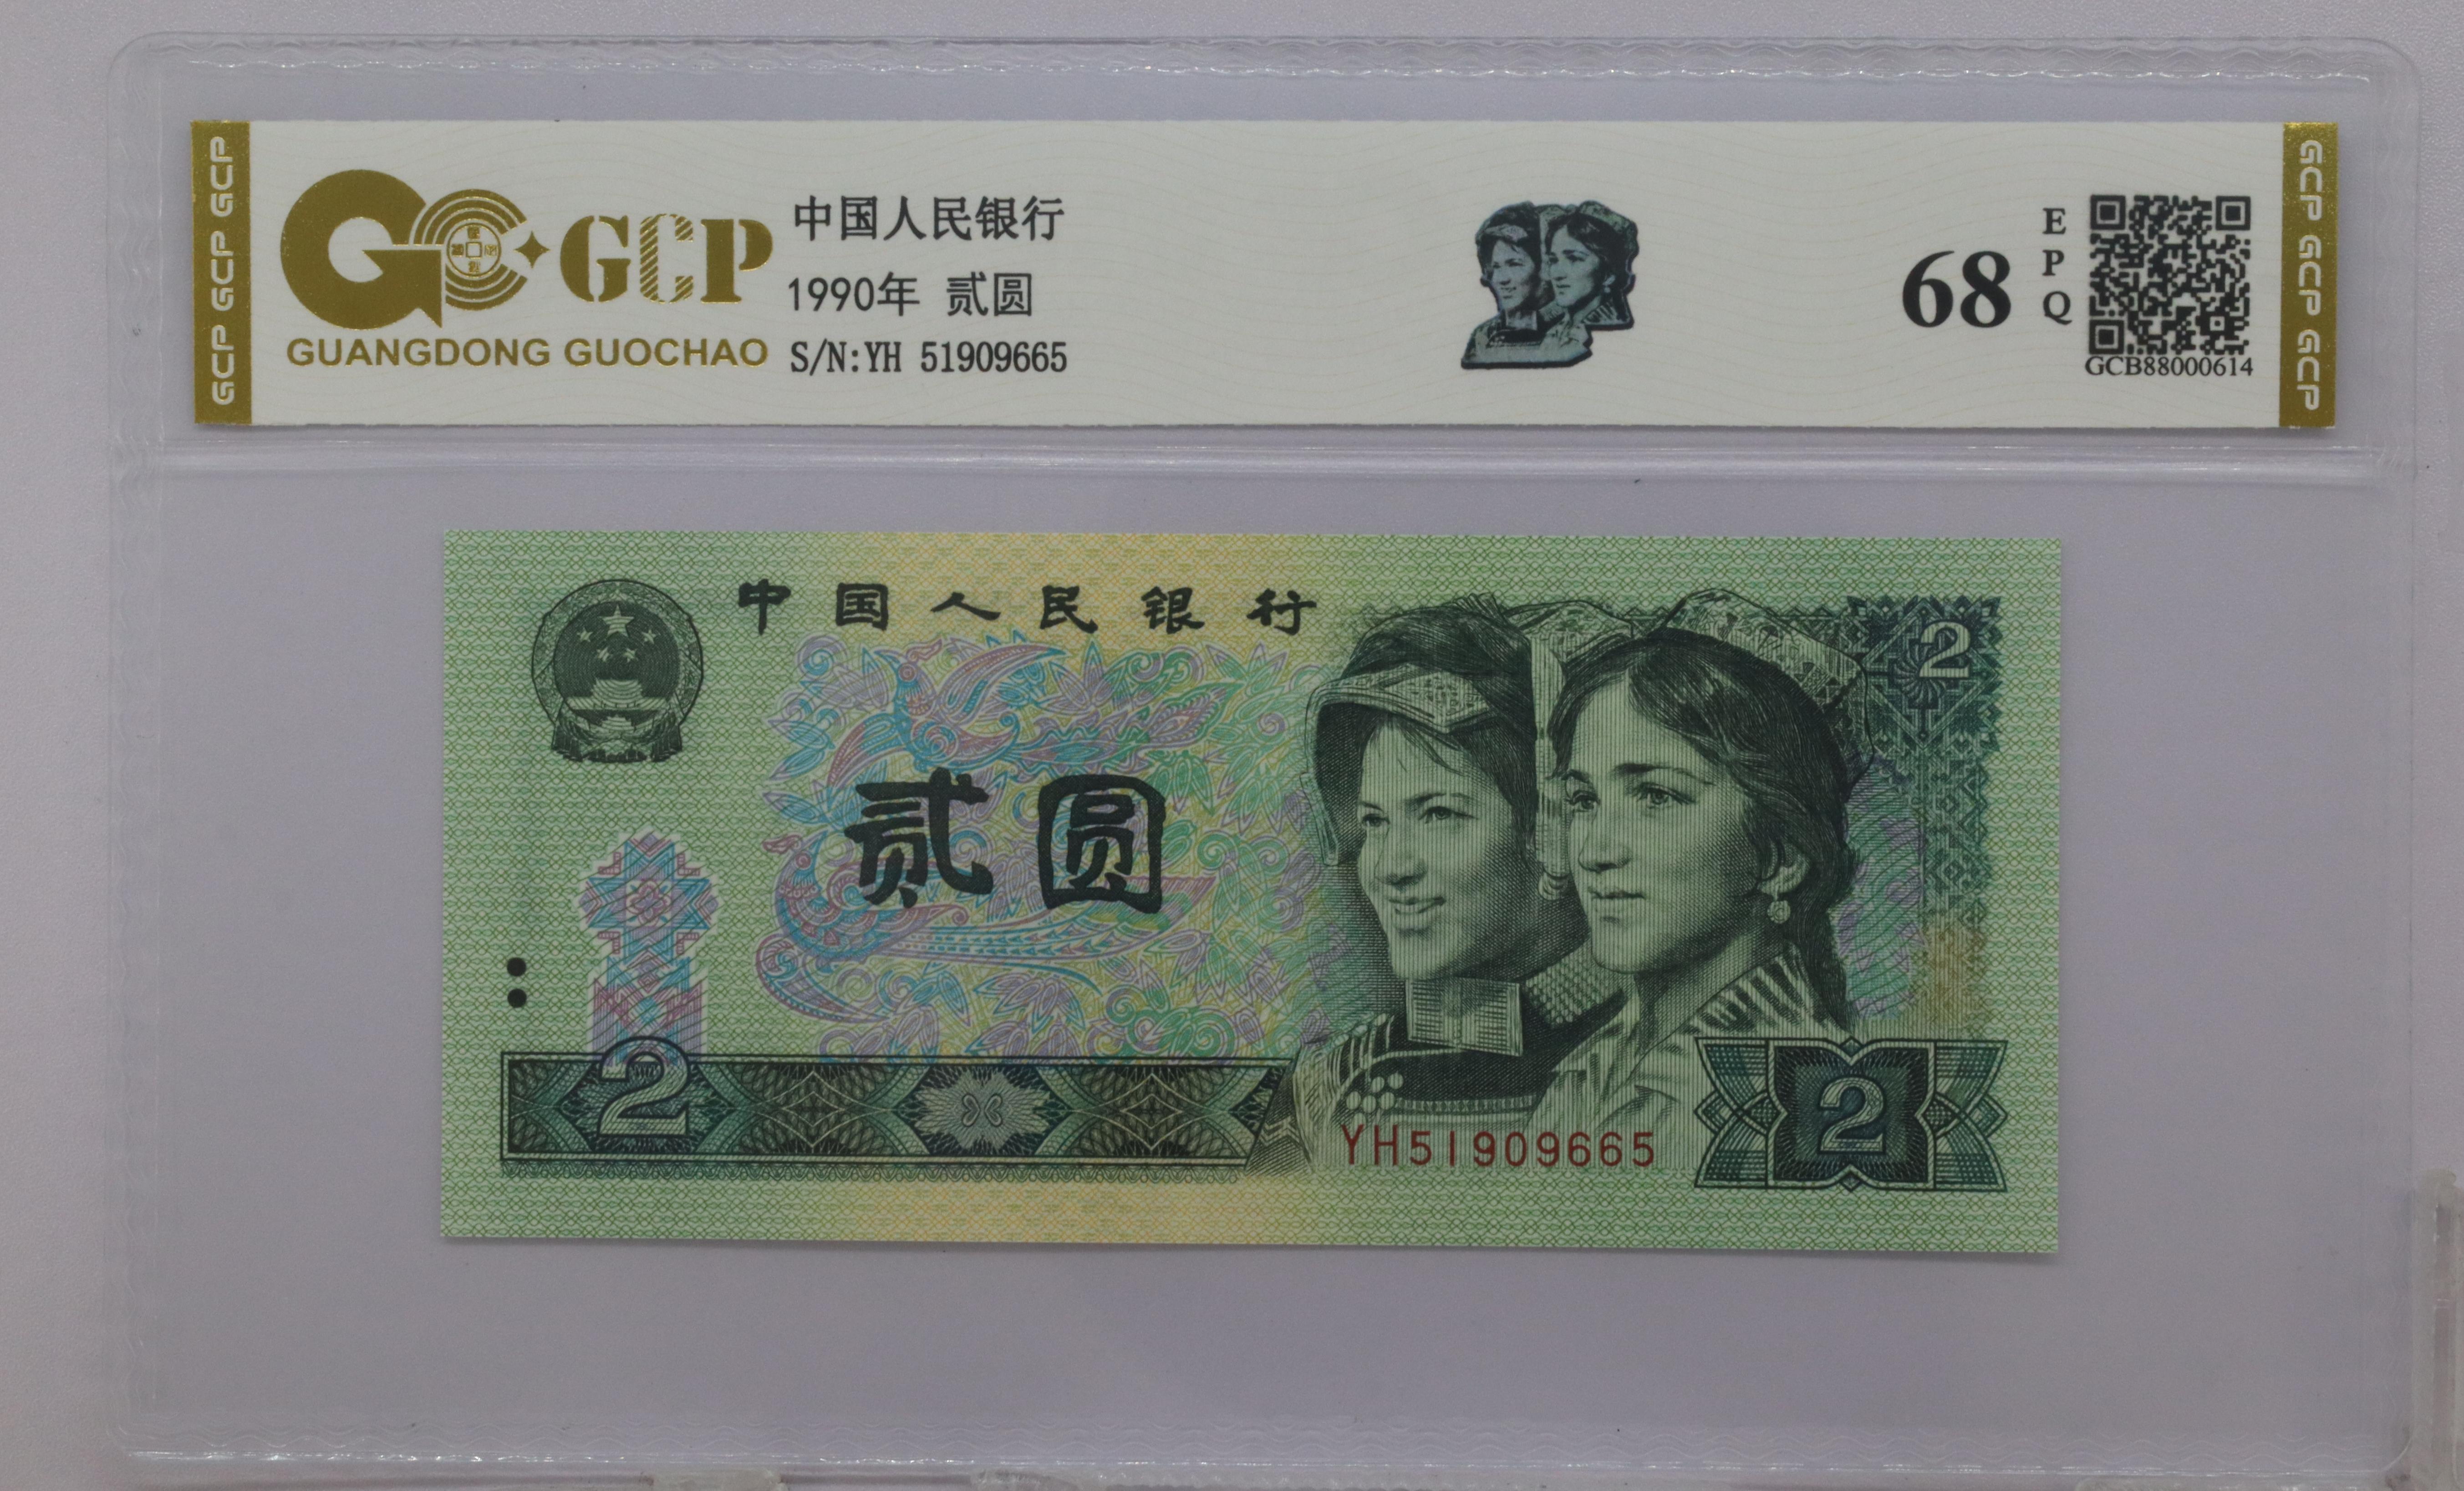 GCP GCP GCP
GC GCP
GUANGDONG GUOCHAO
中国人民银行
1990年 贰圆
S/N:YH 51909665
68
EPQ
GCB88000614
GCP GCP GCP
中国人民银行
2
贰圆
2
YH51909665
2